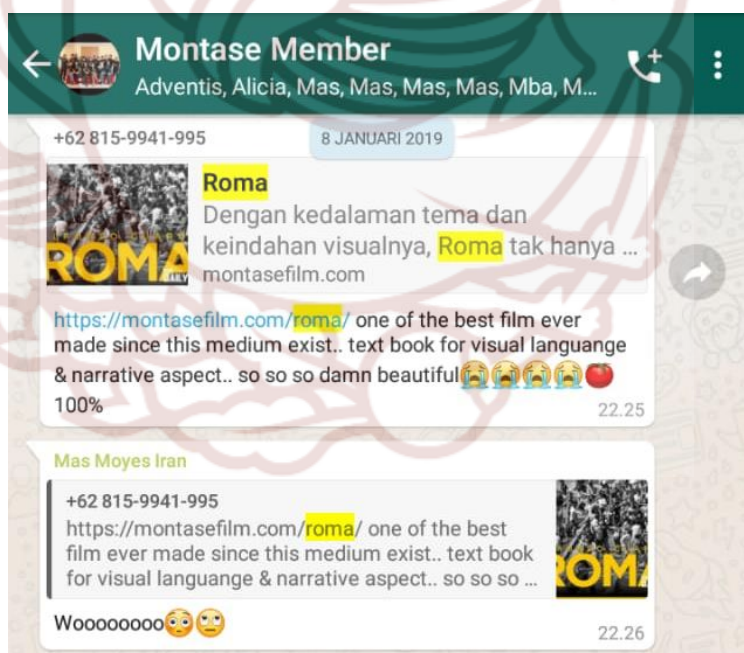 Montase Member
Adventis, Alicia, Mas, Mas, Mas, Mas, Mba, M...
+62 815-9941-995
8 JANUARI 2019
Roma
Dengan kedalaman tema dan
keindahan visualnya, Roma tak hanya ...
montasefilm.com
ROMA
https://montasefilm.com/roma/ one of the best film ever
made since this medium exist.. text book for visual languange
& narrative aspect.. so so so damn beautiful😭😭😭😭🍅
100%
22.25
Mas Moyes Iran
+62 815-9941-995
https://montasefilm.com/roma/ one of the best
film ever made since this medium exist.. text book
for visual languange & narrative aspect.. so so so ...
ROMA
Wooooooooo😳🙄
22.26